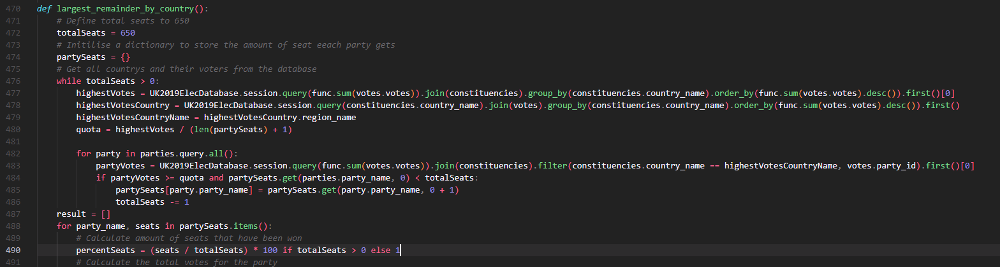 470 def largest_remainder_by_country():
471 # Define total seats to 650
472 totalSeats = 650
473 # Initilise a dictionary to store the amount of seat eeach party gets
474 partySeats = {}
475 # Get all countrys and their voters from the database
476 while totalSeats > 0:
477 highestVotes = UK2019ElecDatabase.session.query(func.sum(votes.votes)).join(constituencies).group_by(constituencies.country_name).order_by(func.sum(votes.votes).desc()).first()[0]
478 highestVotesCountry = UK2019ElecDatabase.session.query(constituencies.country_name).join(votes).group_by(constituencies.country_name).order_by(func.sum(votes.votes).desc()).first()
479 highestVotesCountryName = highestVotesCountry.region_name
480 quota = highestVotes / (len(partySeats) + 1)
481
482 for party in parties.query.all():
483 partyVotes = UK2019ElecDatabase.session.query(func.sum(votes.votes)).join(constituencies).filter(constituencies.country_name == highestVotesCountryName, votes.party_id).first()[0]
484 if partyVotes >= quota and partySeats.get(parties.party_name, 0) < totalSeats:
485 partySeats[party.party_name] = partySeats.get(party.party_name, 0 + 1)
486 totalSeats -= 1
487 result = []
488 for party_name, seats in partySeats.items():
489 # Calculate amount of seats that have been won
490 percentSeats = (seats / totalSeats) * 100 if totalSeats > 0 else 1
491 # Calculate the total votes for the party